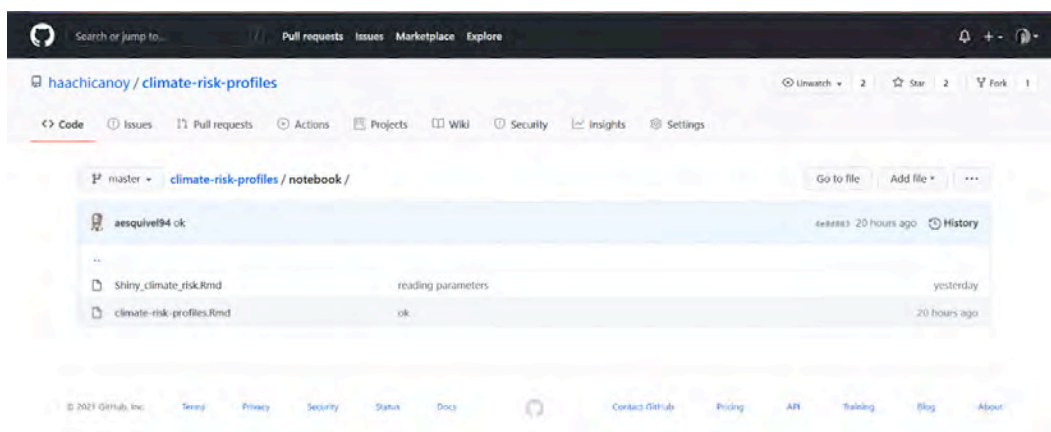 Search or jump to... / Pull requests Issues Marketplace Explore
haachicanoy / climate-risk-profiles Unwatch 2 Star 2 Fork 1
<> Code Issues Pull requests Actions Projects Wiki Security Insights Settings
master climate-risk-profiles / notebook / Go to file Add file ...
aesquivel94 ok 20 hours ago History
..
Shiny_climate_risk.Rmd reading parameters yesterday
climate-risk-profiles.Rmd ok 20 hours ago
© 2021 GitHub, Inc. Terms Privacy Security Status Docs Contact GitHub Pricing API Training Blog About